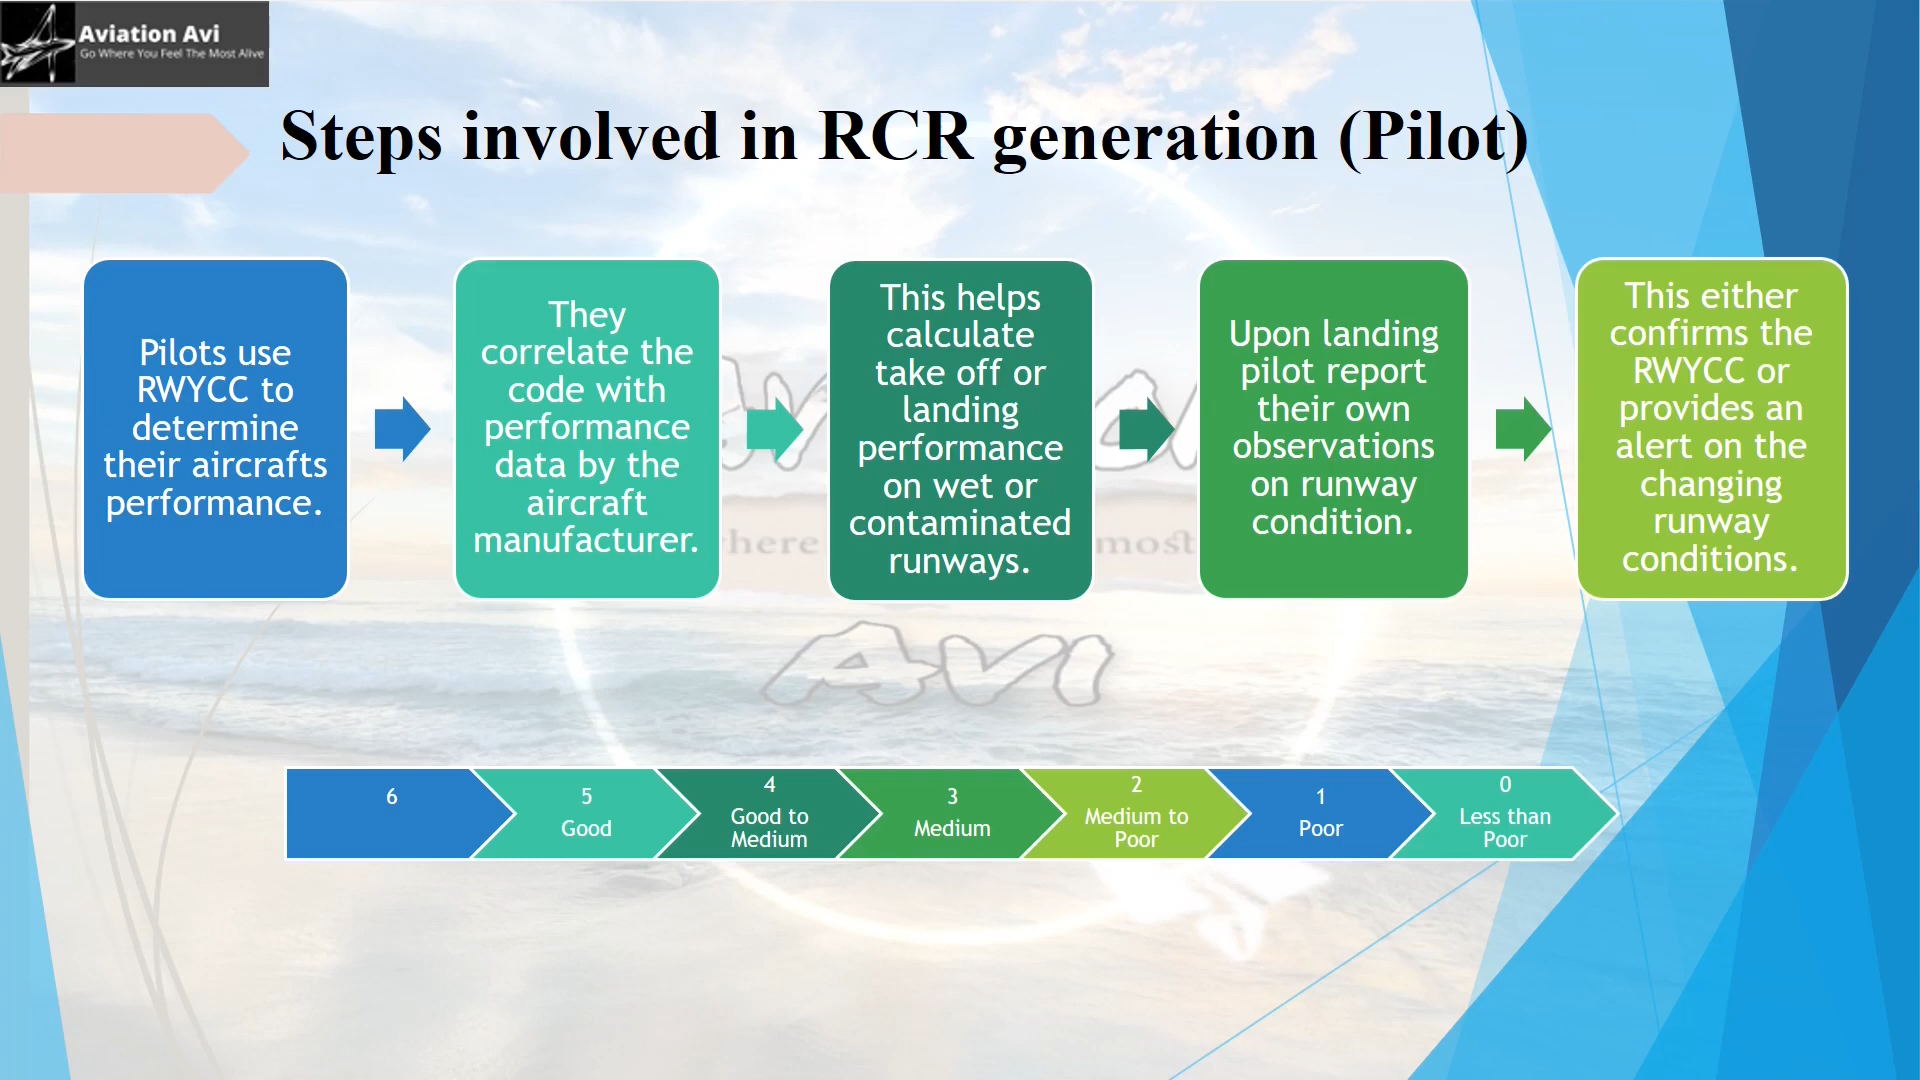 Aviation Avi
Go Where You Feel The Most Alive
Steps involved in RCR generation (Pilot)
Pilots use
RWYCC to
determine
their aircrafts
performance.
They
correlate the
code with
performance
data by the
aircraft
manufacturer.
This helps
calculate
take off or
landing
performance
on wet or
contaminated
runways.
Upon landing
pilot report
their own
observations
on runway
condition.
This either
confirms the
RWYCC or
provides an
alert on the
changing
runway
conditions.
most
Avi
6
5
Good
4
Good to
Medium
3
Medium
2
Medium to
Poor
1
Poor
0
Less than
Poor